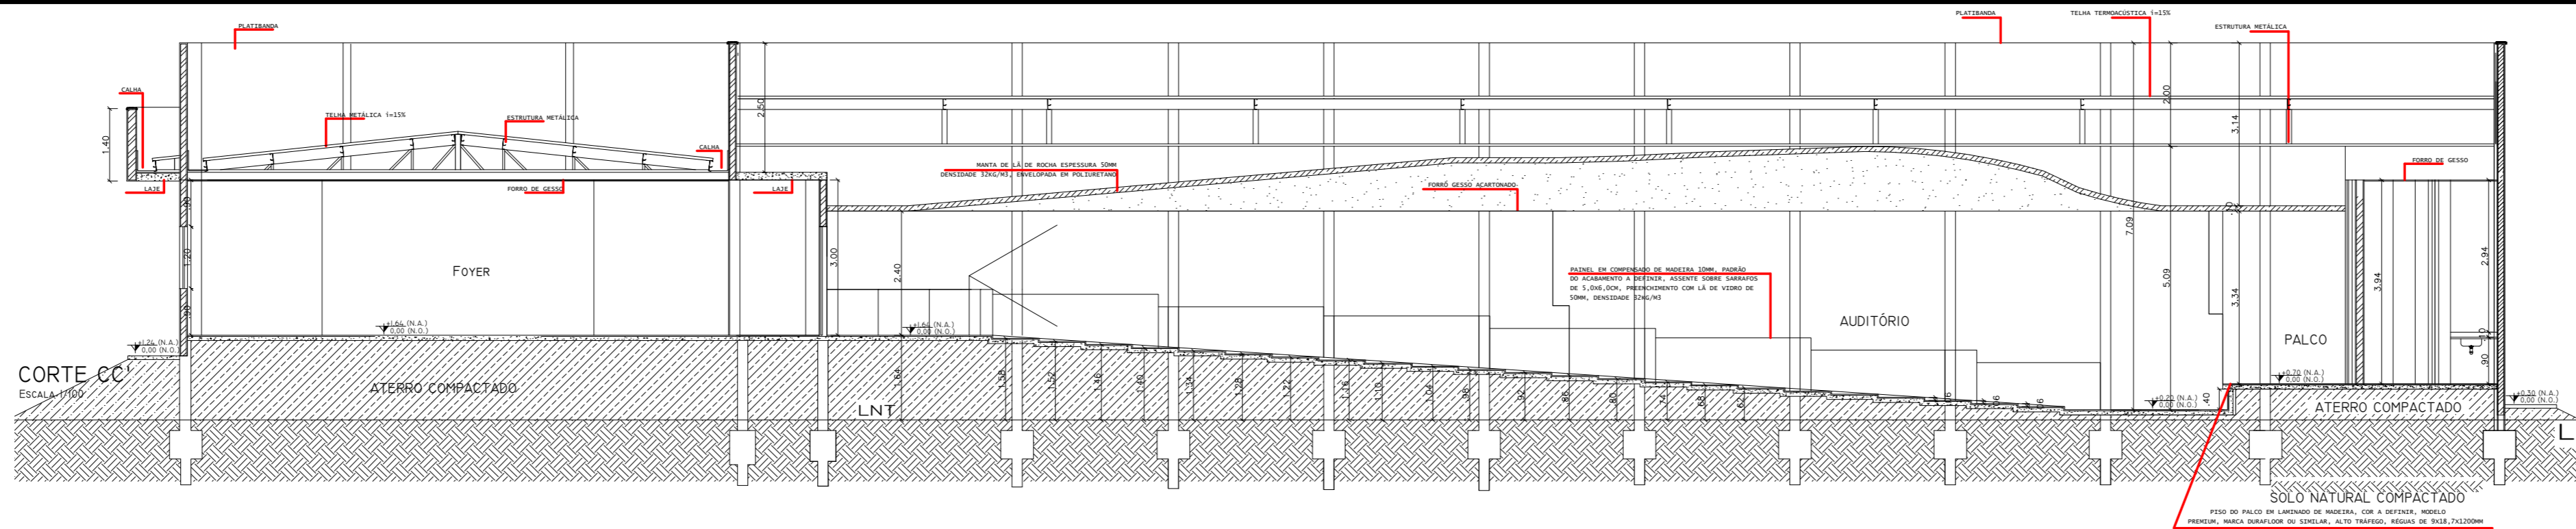 PLATIBANDA
PLATIBANDA
TELHA TERMOACÚSTICA i=15%
ESTRUTURA METÁLICA
CALHA
TELHA METÁLICA i=15%
ESTRUTURA METÁLICA
CALHA
1.40
2.50
2.00
3.14
MANTA DE LÃ DE ROCHA ESPESSURA 50MM
DENSIDADE 32KG/M3, ENVELOPADA EM POLIURETANO
FORRO DE GESSO
LAJE
FORRO DE GESSO
LAJE
FORRO GESSO ACARTONADO
.90
1.20
.90
FOYER
3.00
2.40
7.09
5.09
3.34
3.94
2.94
.10
.90
PAINEL EM COMPENSADO DE MADEIRA 10MM, PADRÃO
DO ACABAMENTO A DEFINIR, ASSENTE SOBRE SARRAFOS
DE 5,0X6,0CM, PREENCHIMENTO COM LÃ DE VIDRO DE
50MM, DENSIDADE 32KG/M3
AUDITÓRIO
PALCO
+1,64 (N.A.)
0,00 (N.O.)
+1,64 (N.A.)
0,00 (N.O.)
+1,24 (N.A.)
0,00 (N.O.)
+0,70 (N.A.)
0,00 (N.O.)
+0,20 (N.A.)
0,00 (N.O.)
+0,30 (N.A.)
0,00 (N.O.)
CORTE CC'
ESCALA 1/100
ATERRO COMPACTADO
LNT
1.64
1.58
1.52
1.46
1.40
1.34
1.28
1.22
1.16
1.10
1.04
.98
.92
.86
.80
.74
.68
.62
.06
.06
.06
.40
ATERRO COMPACTADO
L
SOLO NATURAL COMPACTADO
PISO DO PALCO EM LAMINADO DE MADEIRA, COR A DEFINIR, MODELO
PREMIUM, MARCA DURAFLOOR OU SIMILAR, ALTO TRÁFEGO, RÉGUAS DE 9X18,7X1200MM